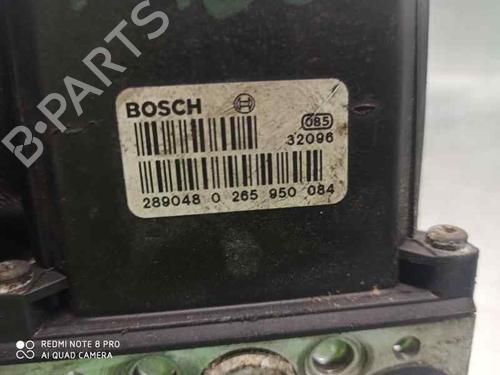 B-PARTS
BOSCH
085
32096
289048 0 265 950 084
REDMI NOTE 8 PRO
AI QUAD CAMERA